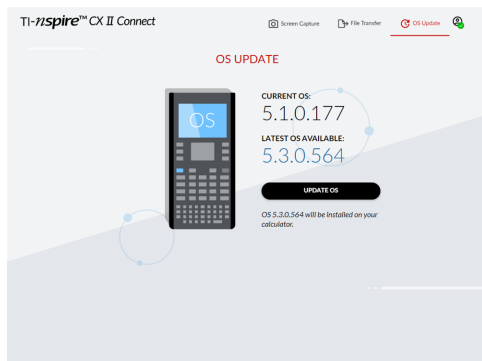 TI-nspire™ CX II Connect
Screen Capture
File Transfer
OS Update
OS UPDATE
OS
CURRENT OS:
5.1.0.177
LATEST OS AVAILABLE:
5.3.0.564
UPDATE OS
OS 5.3.0.564 will be installed on your
calculator.